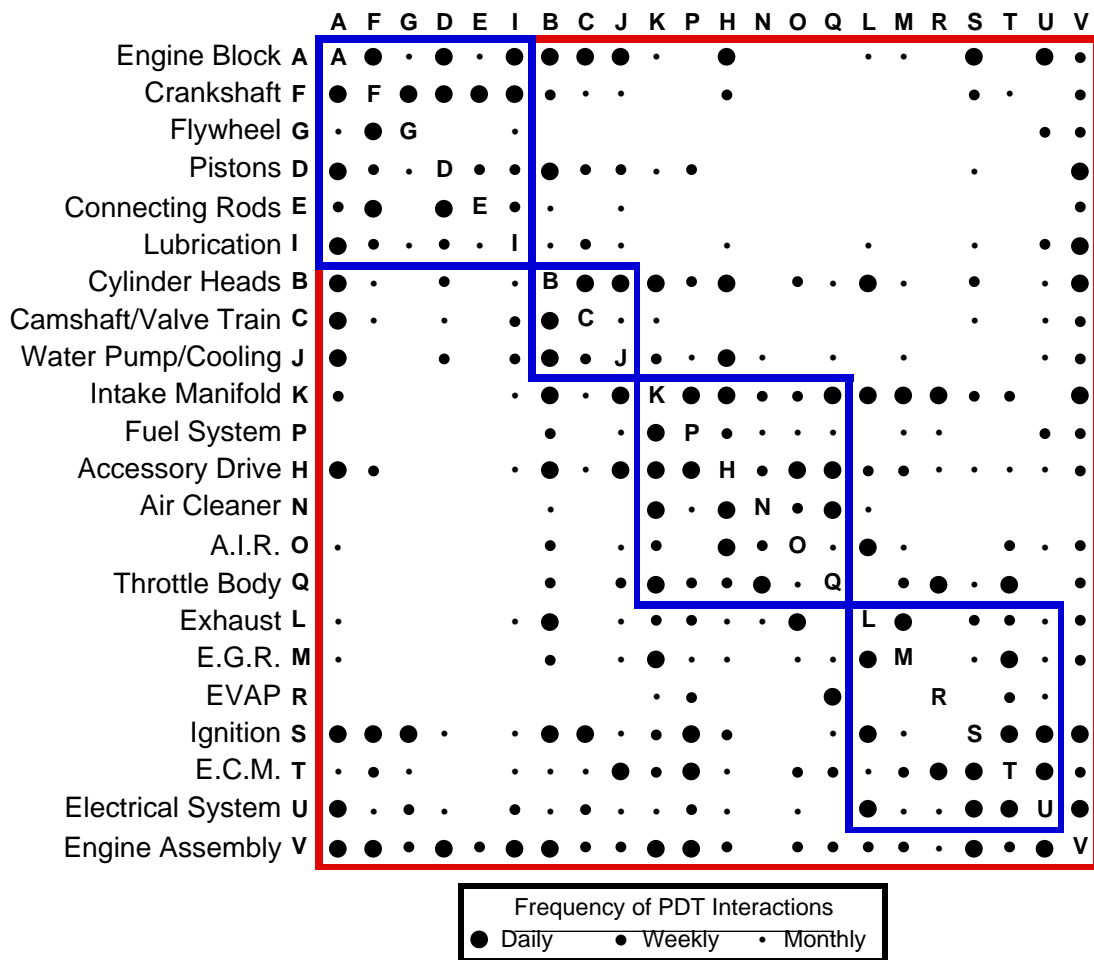 A F G D E I B C J K P H N O Q L M R S T U V
Engine Block A A
Crankshaft F F
Flywheel G G
Pistons D D
Connecting Rods E E
Lubrication I I
Cylinder Heads B B
Camshaft/Valve Train C C
Water Pump/Cooling J J
Intake Manifold K K
Fuel System P P
Accessory Drive H H
Air Cleaner N N
A.I.R. O O
Throttle Body Q Q
Exhaust L L
E.G.R. M M
EVAP R R
Ignition S S
E.C.M. T T
Electrical System U U
Engine Assembly V V
Frequency of PDT Interactions
Daily Weekly Monthly